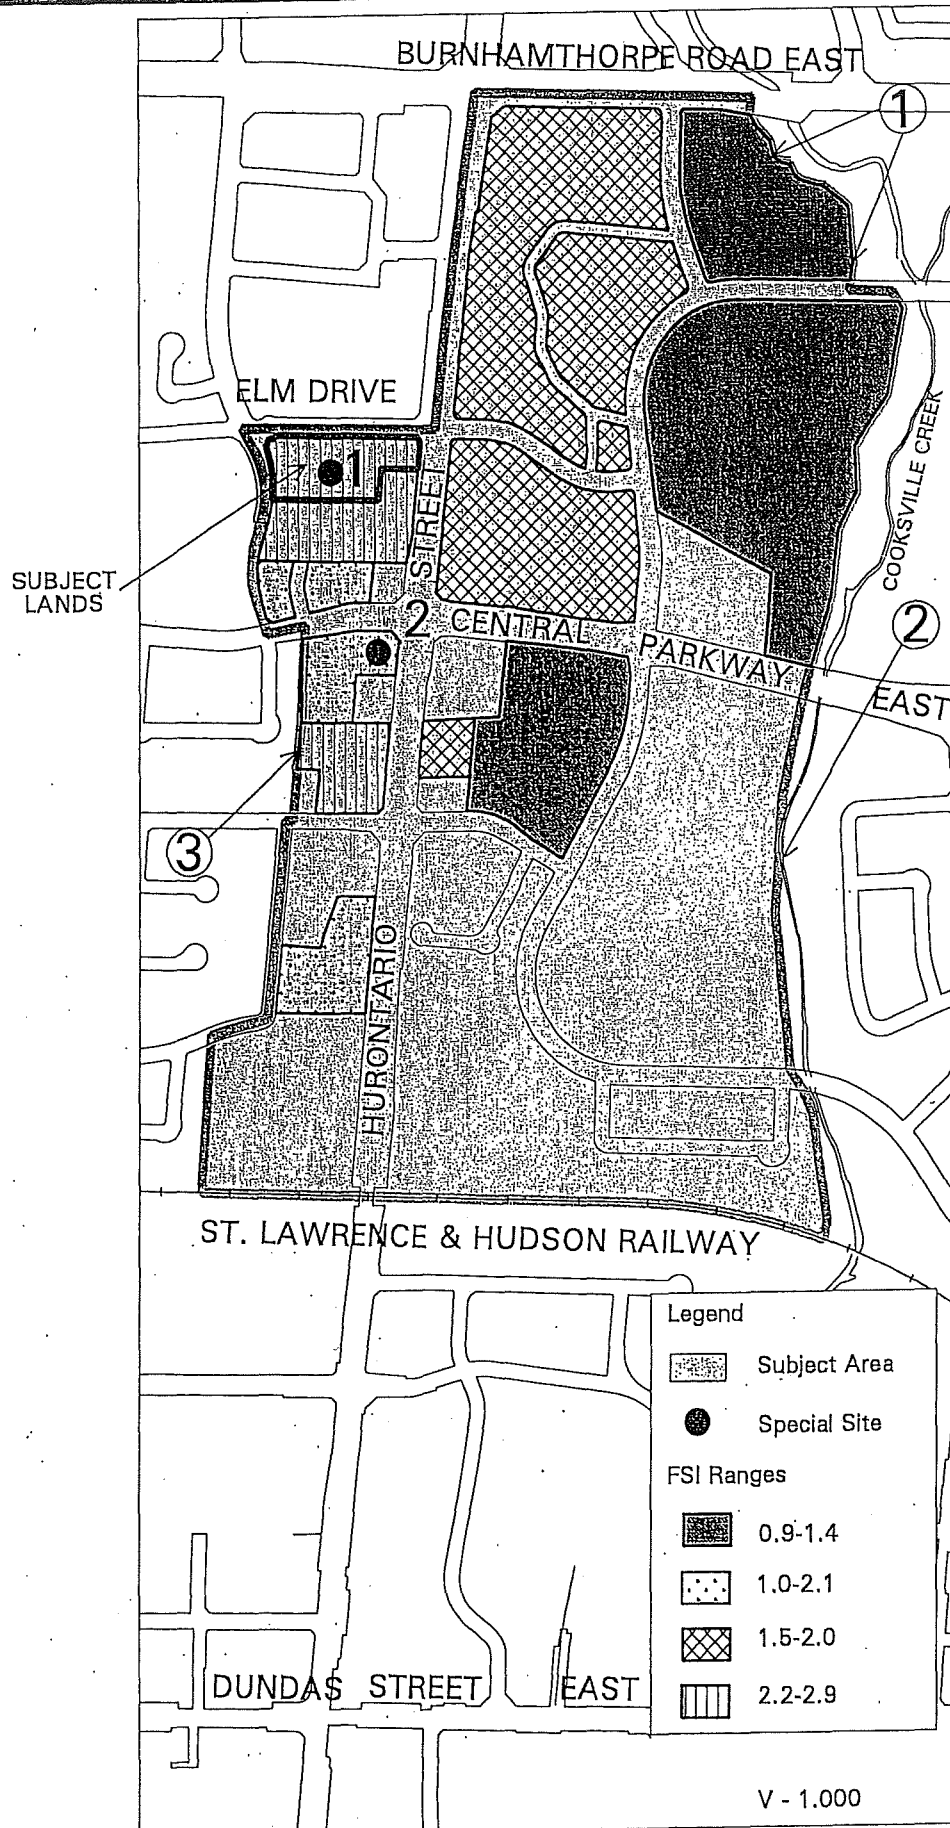 BURNHAMTHORPE ROAD EAST
1
ELM DRIVE
1
SUBJECT
LANDS
STREET
COOKSVILLE CREEK
2
2
CENTRAL
PARKWAY
EAST
3
HURONTARIO
ST. LAWRENCE & HUDSON RAILWAY
Legend
Subject Area
Special Site
FSI Ranges
0.9-1.4
1.0-2.1
1.5-2.0
2.2-2.9
DUNDAS STREET EAST
V - 1.000